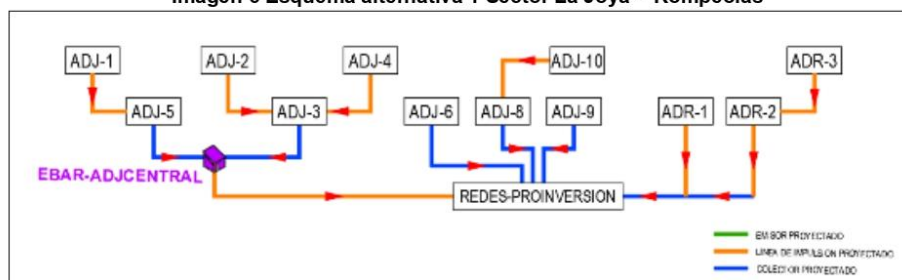 Imagen 6 Esquema alternativa 1 Sector La Joya – Rompeolas
ADJ-1
ADJ-2
ADJ-4
ADJ-10
ADR-3
ADJ-5
ADJ-3
ADJ-6
ADJ-8
ADJ-9
ADR-1
ADR-2
EBAR-ADJCENTRAL
REDES-PROINVERSION
EMISOR PROYECTADO
LINEA DE IMPULSION PROYECTADO
COLECTOR PROYECTADO